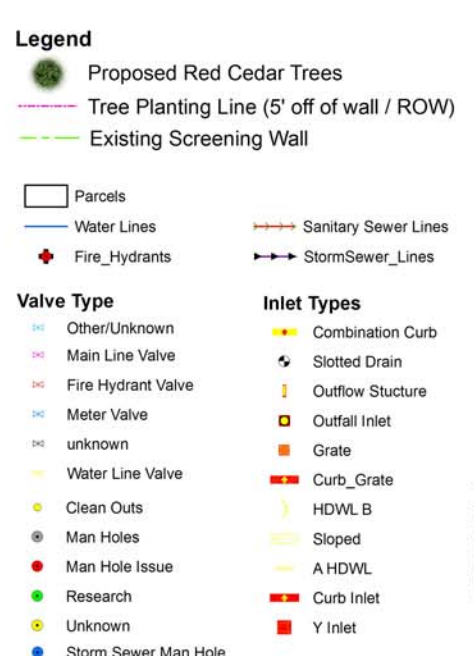 Legend
Proposed Red Cedar Trees
Tree Planting Line (5' off of wall / ROW)
Existing Screening Wall
Parcels
Water Lines
Fire_Hydrants
Sanitary Sewer Lines
StormSewer_Lines
Valve Type
Other/Unknown
Main Line Valve
Fire Hydrant Valve
Meter Valve
unknown
Water Line Valve
Clean Outs
Man Holes
Man Hole Issue
Research
Unknown
Storm Sewer Man Hole
Inlet Types
Combination Curb
Slotted Drain
Outflow Stucture
Outfall Inlet
Grate
Curb_Grate
HDWL B
Sloped
A HDWL
Curb Inlet
Y Inlet